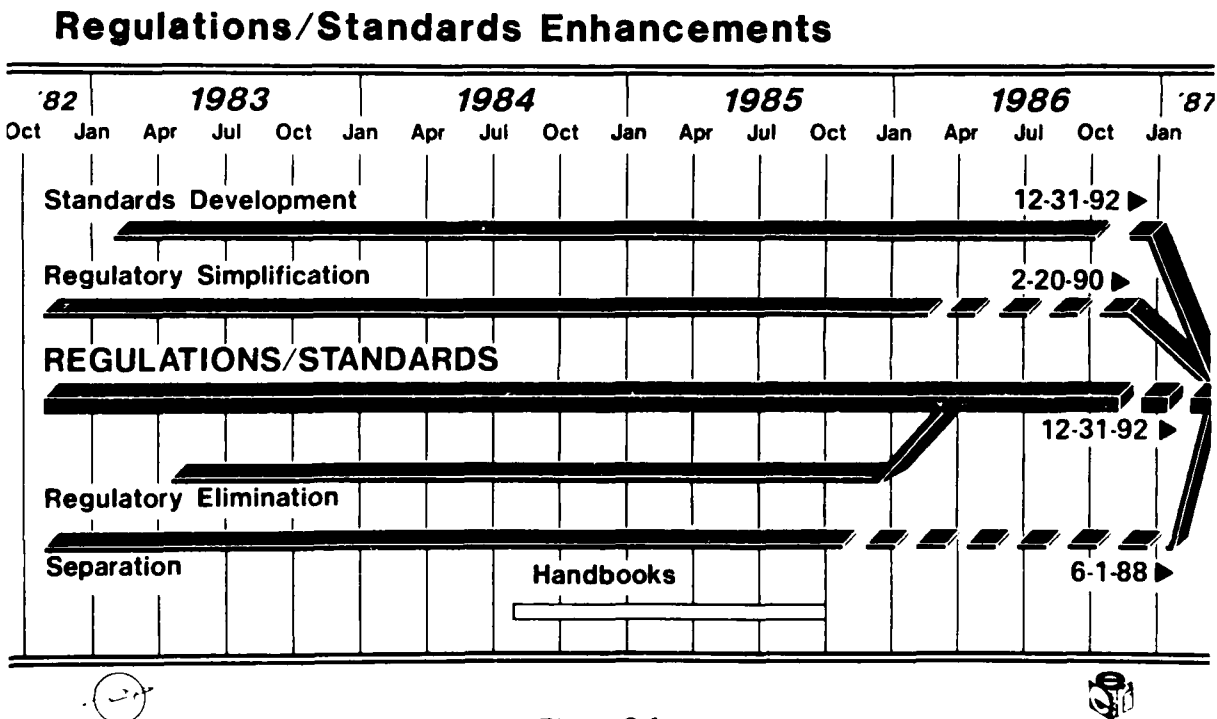 Regulations/Standards Enhancements
'82 1983 1984 1985 1986 '87
Oct Jan Apr Jul Oct Jan Apr Jul Oct Jan Apr Jul Oct Jan Apr Jul Oct Jan
Standards Development 12-31-92
Regulatory Simplification 2-20-90
REGULATIONS/STANDARDS
12-31-92
Regulatory Elimination
Separation 6-1-88
Handbooks